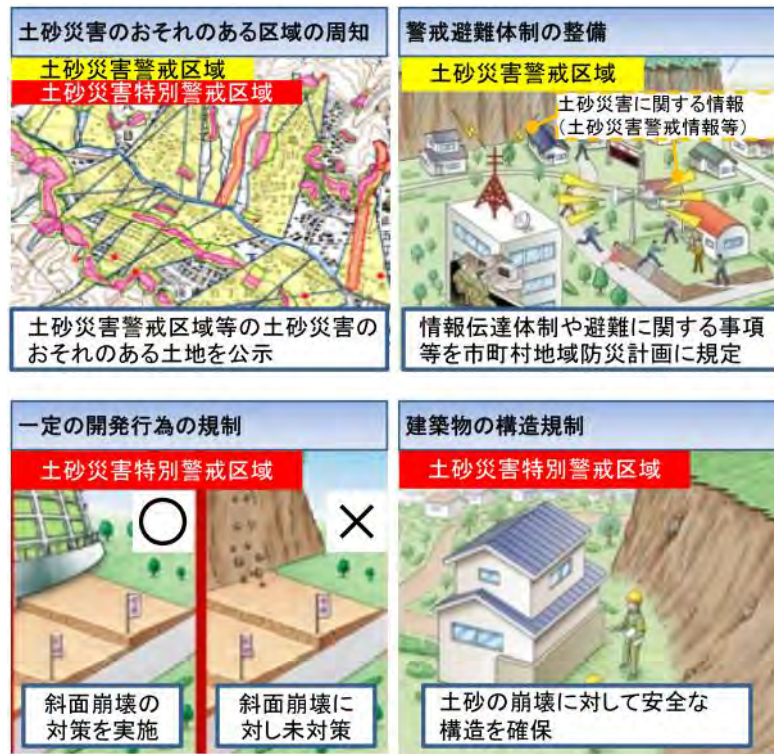 土砂災害のおそれのある区域の周知
土砂災害警戒区域
土砂災害特別警戒区域
土砂災害警戒区域等の土砂災害の
おそれのある土地を公示
警戒避難体制の整備
土砂災害警戒区域
土砂災害に関する情報
(土砂災害警戒情報等)
情報伝達体制や避難に関する事項
等を市町村地域防災計画に規定
一定の開発行為の規制
土砂災害特別警戒区域
○
×
斜面崩壊の
対策を実施
斜面崩壊に
対し未対策
建築物の構造規制
土砂災害特別警戒区域
土砂の崩壊に対して安全な
構造を確保